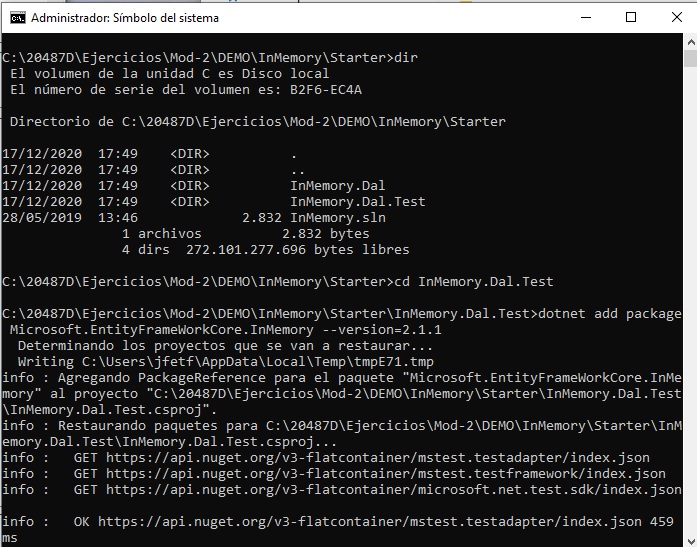 Administrador: Símbolo del sistema
C:\20487D\Ejercicios\Mod-2\DEMO\InMemory\Starter>dir
 El volumen de la unidad C es Disco local
 El número de serie del volumen es: B2F6-EC4A
 Directorio de C:\20487D\Ejercicios\Mod-2\DEMO\InMemory\Starter
17/12/2020  17:49    <DIR>          .
17/12/2020  17:49    <DIR>          ..
17/12/2020  17:49    <DIR>          InMemory.Dal
17/12/2020  17:49    <DIR>          InMemory.Dal.Test
28/05/2019  13:46             2.832 InMemory.sln
               1 archivos          2.832 bytes
               4 dirs  272.101.277.696 bytes libres
C:\20487D\Ejercicios\Mod-2\DEMO\InMemory\Starter>cd InMemory.Dal.Test
C:\20487D\Ejercicios\Mod-2\DEMO\InMemory\Starter\InMemory.Dal.Test>dotnet add package
 Microsoft.EntityFrameWorkCore.InMemory --version=2.1.1
  Determinando los proyectos que se van a restaurar...
  Writing C:\Users\jfetf\AppData\Local\Temp\tmpE71.tmp
info : Agregando PackageReference para el paquete "Microsoft.EntityFrameWorkCore.InMe
mory" al proyecto "C:\20487D\Ejercicios\Mod-2\DEMO\InMemory\Starter\InMemory.Dal.Test
\InMemory.Dal.Test.csproj".
info : Restaurando paquetes para C:\20487D\Ejercicios\Mod-2\DEMO\InMemory\Starter\InM
emory.Dal.Test\InMemory.Dal.Test.csproj...
info :   GET https://api.nuget.org/v3-flatcontainer/mstest.testadapter/index.json
info :   GET https://api.nuget.org/v3-flatcontainer/mstest.testframework/index.json
info :   GET https://api.nuget.org/v3-flatcontainer/microsoft.net.test.sdk/index.json
info :   OK https://api.nuget.org/v3-flatcontainer/mstest.testadapter/index.json 459
ms